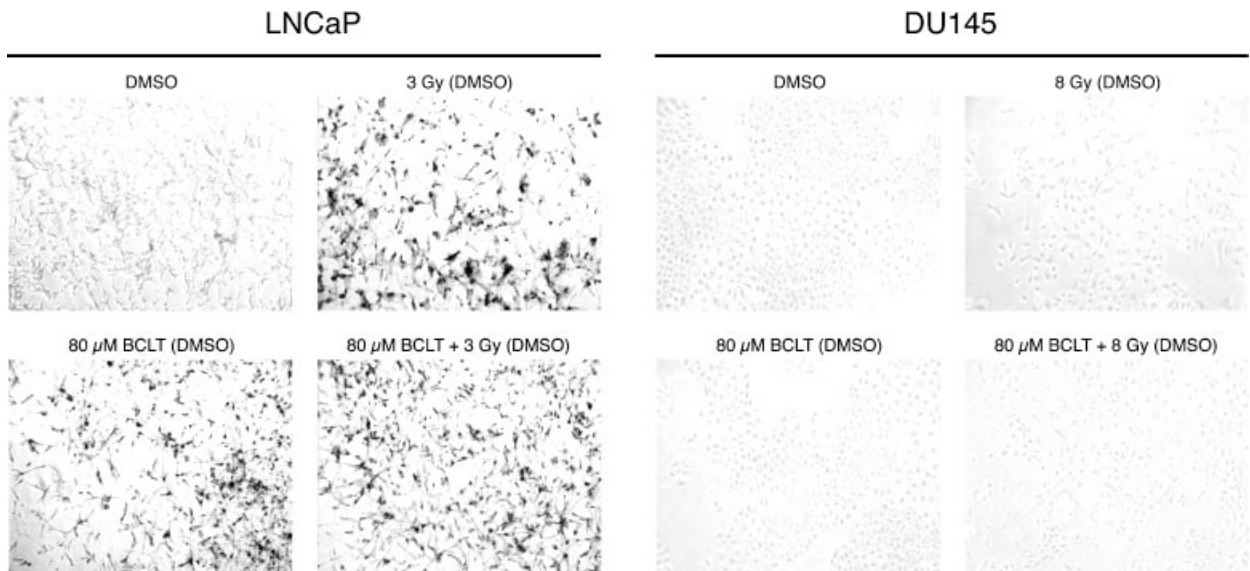 LNCaP
DU145
DMSO
3 Gy (DMSO)
DMSO
8 Gy (DMSO)
80 µM BCLT (DMSO)
80 µM BCLT + 3 Gy (DMSO)
80 µM BCLT (DMSO)
80 µM BCLT + 8 Gy (DMSO)